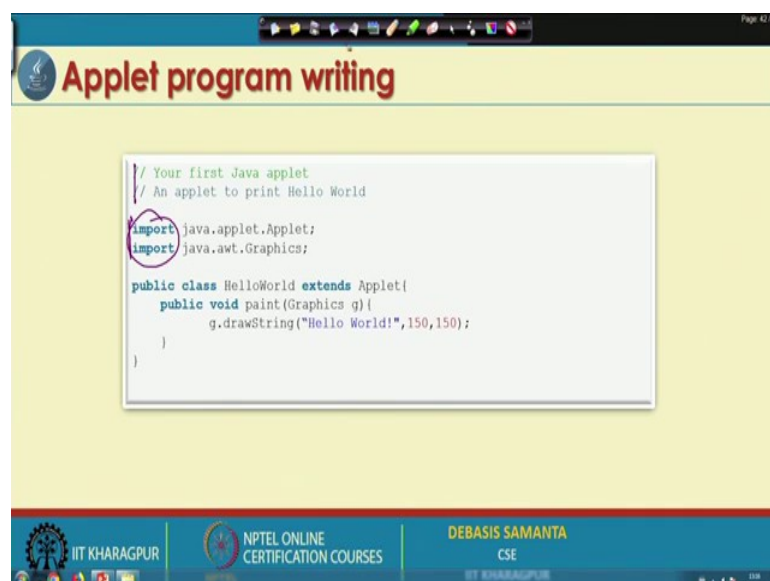 Page: 42
Applet program writing
// Your first Java applet
// An applet to print Hello World
import java.applet.Applet;
import java.awt.Graphics;
public class HelloWorld extends Applet{
public void paint(Graphics g){
g.drawString("Hello World!",150,150);
}
}
IIT KHARAGPUR
NPTEL ONLINE
CERTIFICATION COURSES
DEBASIS SAMANTA
CSE